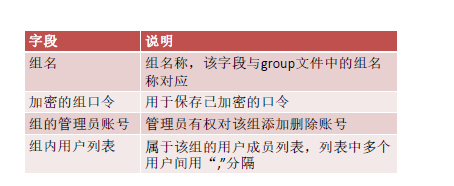 字段 说明
组名 组名称，该字段与group文件中的组名
称对应
加密的组口令 用于保存已加密的口令
组的管理员账号 管理员有权对该组添加删除账号
组内用户列表 属于该组的用户成员列表，列表中多个
用户间用“,”分隔